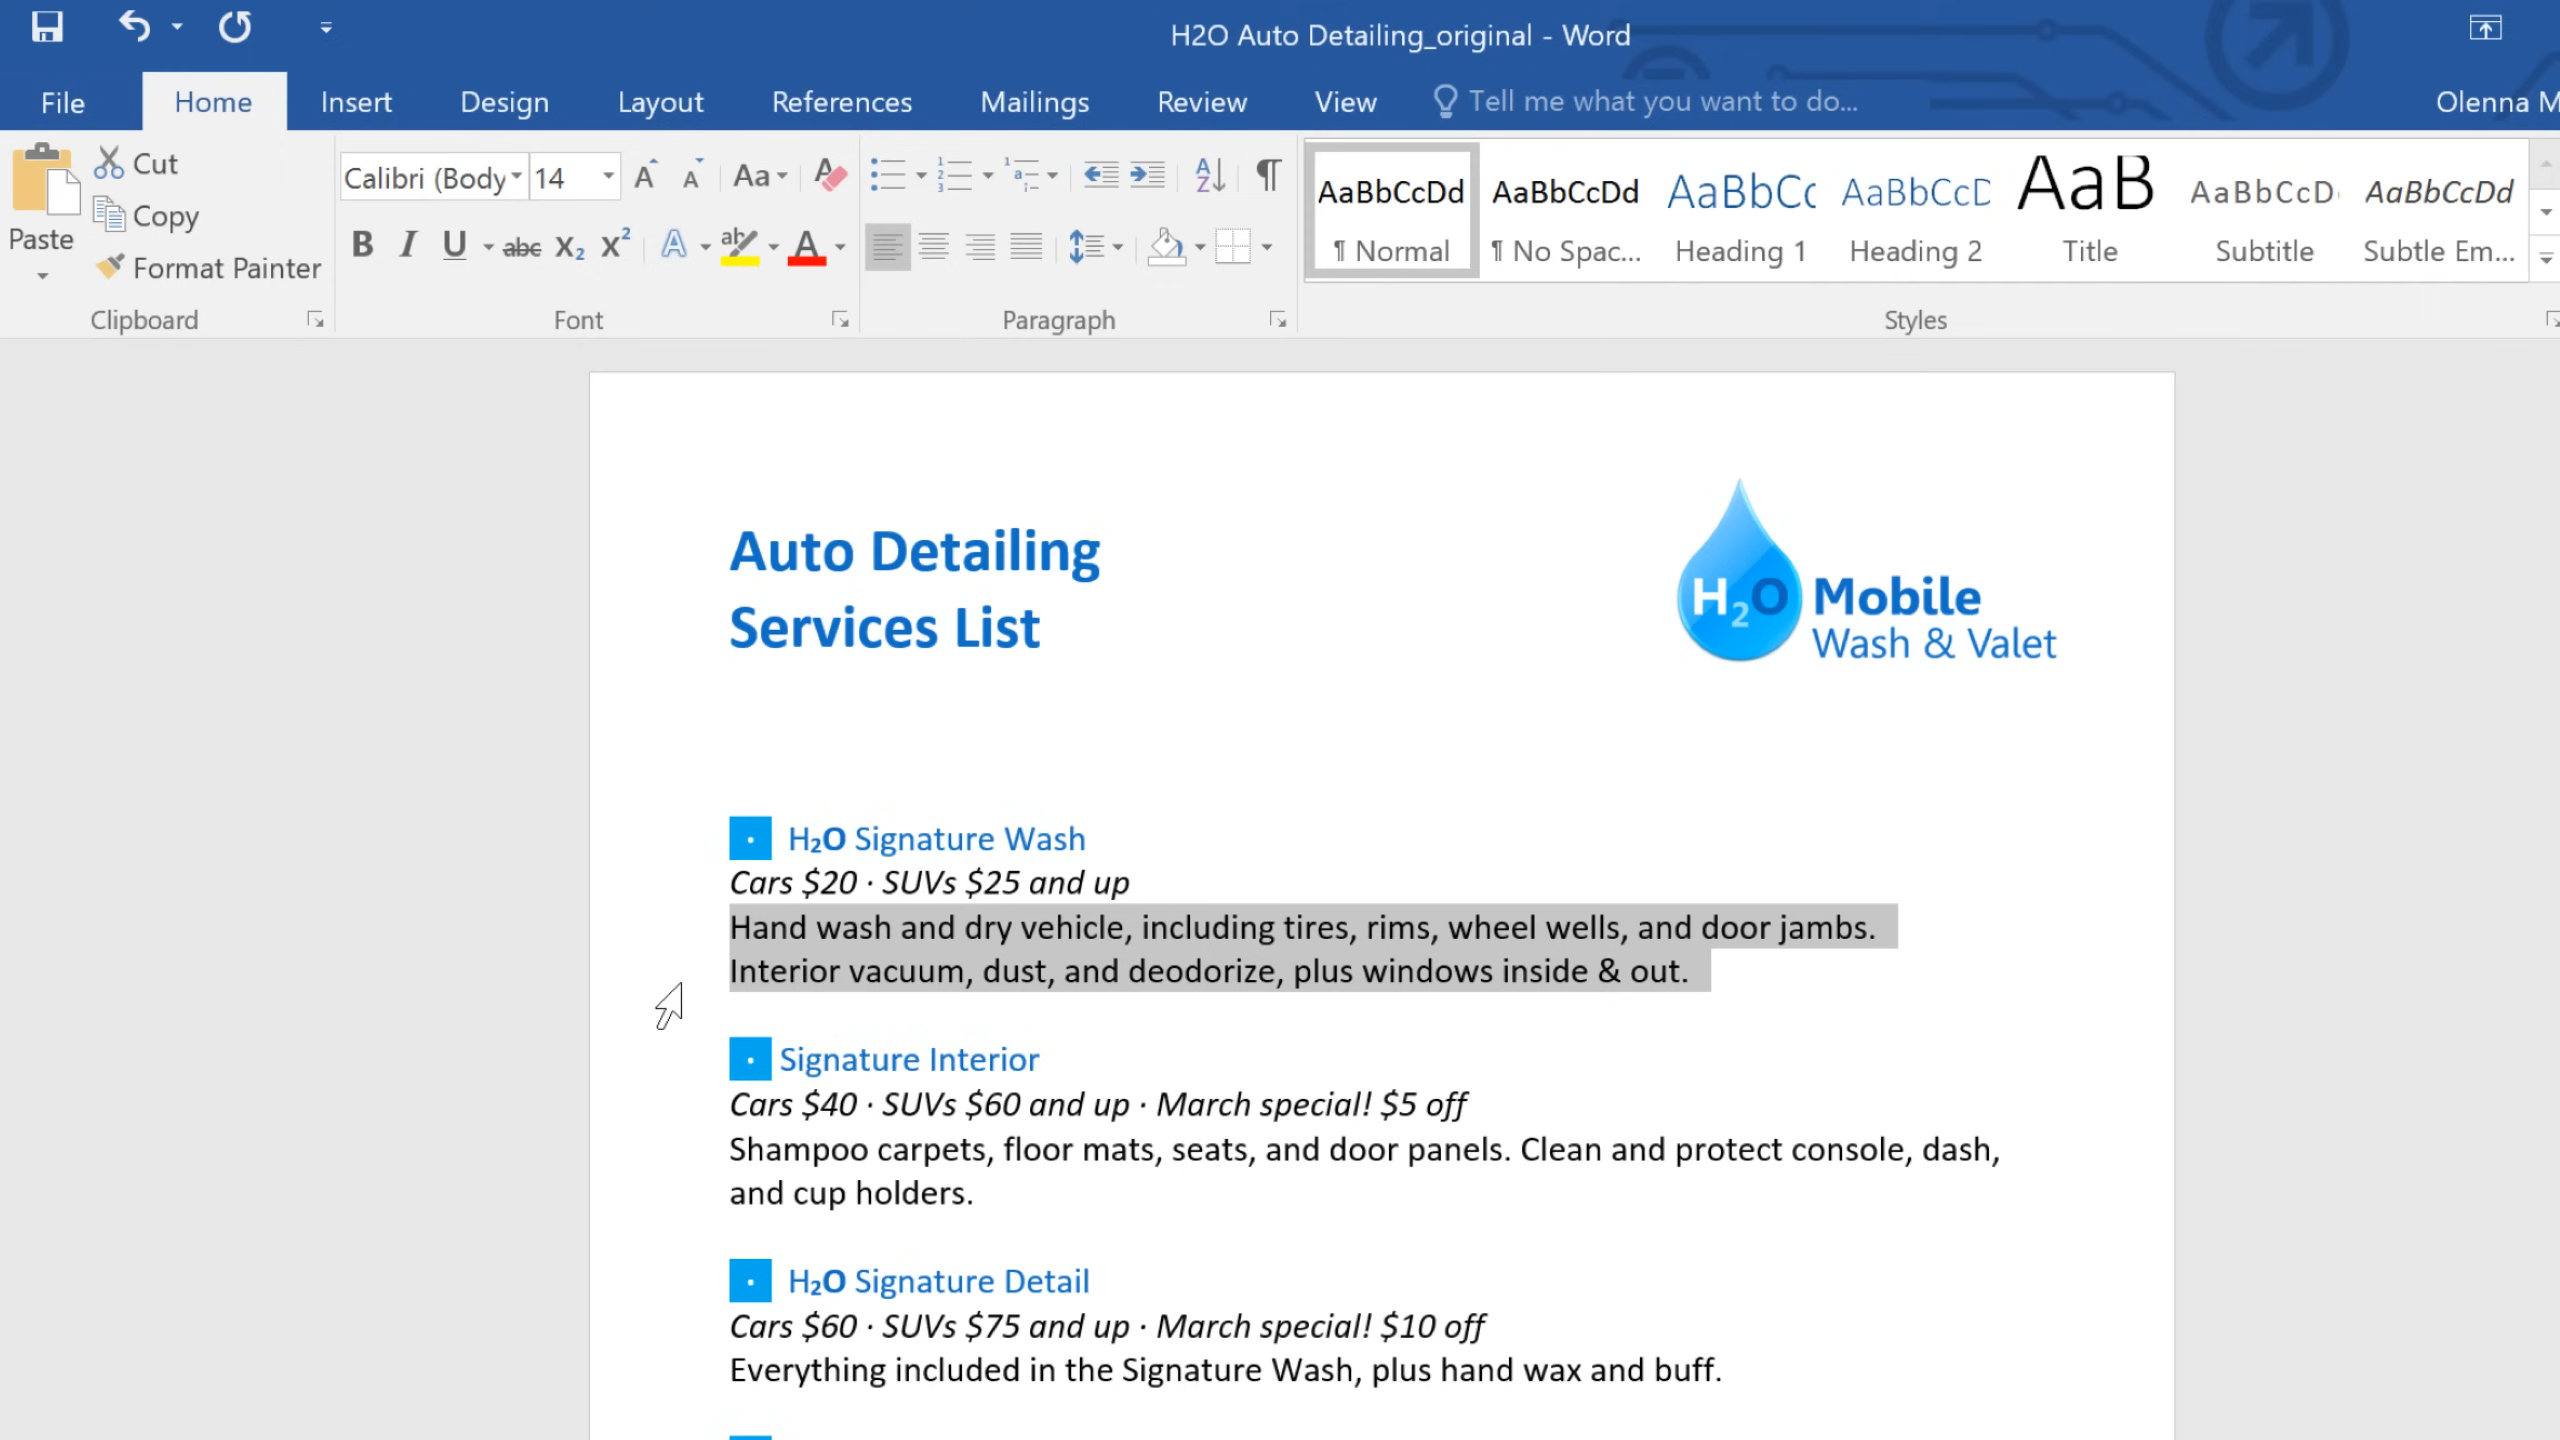 H2O Auto Detailing_original - Word
File Home Insert Design Layout References Mailings Review View Tell me what you want to do... Olenna M
Paste
Cut
Copy
Format Painter
Clipboard
Calibri (Body 14
Font
Paragraph
AaBbCcDd AaBbCcDd AaBbCc AaBbCcD AaB AaBbCcD AaBbCcDd
¶ Normal ¶ No Spac... Heading 1 Heading 2 Title Subtitle Subtle Em...
Styles
Auto Detailing
Services List
H2O Mobile
Wash & Valet
· H₂O Signature Wash
Cars $20 · SUVs $25 and up
Hand wash and dry vehicle, including tires, rims, wheel wells, and door jambs.
Interior vacuum, dust, and deodorize, plus windows inside & out.
· Signature Interior
Cars $40 · SUVs $60 and up · March special! $5 off
Shampoo carpets, floor mats, seats, and door panels. Clean and protect console, dash,
and cup holders.
· H₂O Signature Detail
Cars $60 · SUVs $75 and up · March special! $10 off
Everything included in the Signature Wash, plus hand wax and buff.